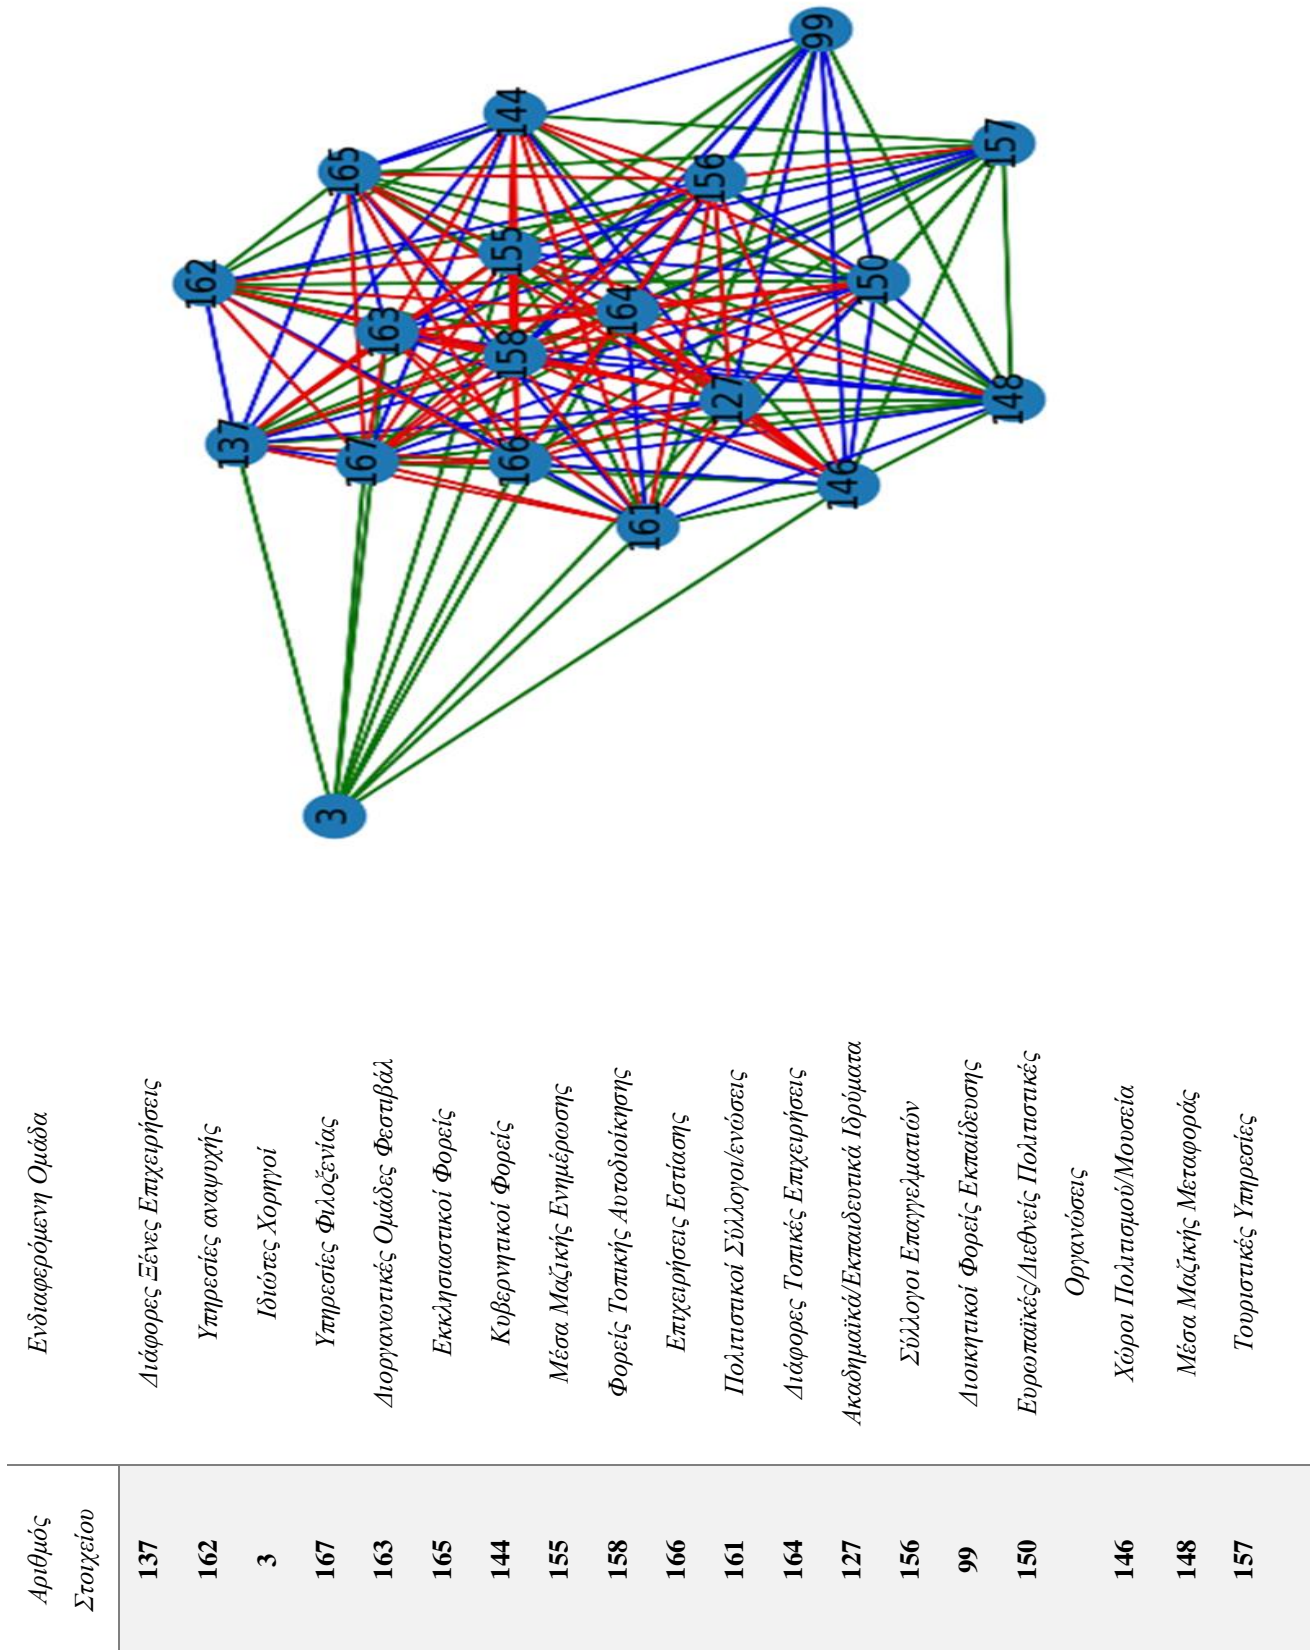 Αριθμός Στοιχείου Ενδιαφερόμενη Ομάδα
137 Διάφορες Ξένες Επιχειρήσεις
162 Υπηρεσίες αναψυχής
3 Ιδιώτες Χορηγοί
167 Υπηρεσίες Φιλοξενίας
163 Διοργανωτικές Ομάδες Φεστιβάλ
165 Εκκλησιαστικοί Φορείς
144 Κυβερνητικοί Φορείς
155 Μέσα Μαζικής Ενημέρωσης
158 Φορείς Τοπικής Αυτοδιοίκησης
166 Επιχειρήσεις Εστίασης
161 Πολιτιστικοί Σύλλογοι/ενώσεις
164 Διάφορες Τοπικές Επιχειρήσεις
127 Ακαδημαϊκά/Εκπαιδευτικά Ιδρύματα
156 Σύλλογοι Επαγγελματιών
99 Διοικητικοί Φορείς Εκπαίδευσης
150 Ευρωπαϊκές/Διεθνείς Πολιτιστικές
Οργανώσεις
146 Χώροι Πολιτισμού/Μουσεία
148 Μέσα Μαζικής Μεταφοράς
157 Τουριστικές Υπηρεσίες
3
137
162
167
163
165
166
158
155
144
161
164
127
156
146
150
99
148
157